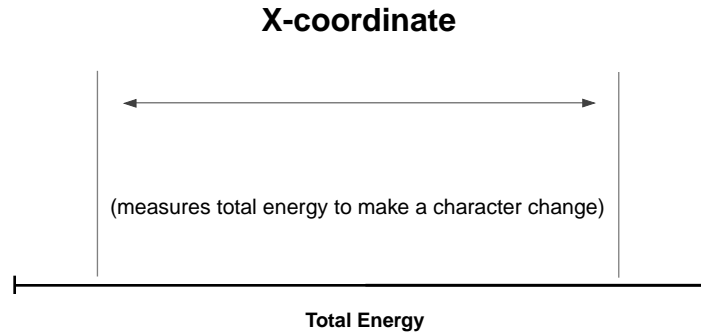 X-coordinate
(measures total energy to make a character change)
Total Energy